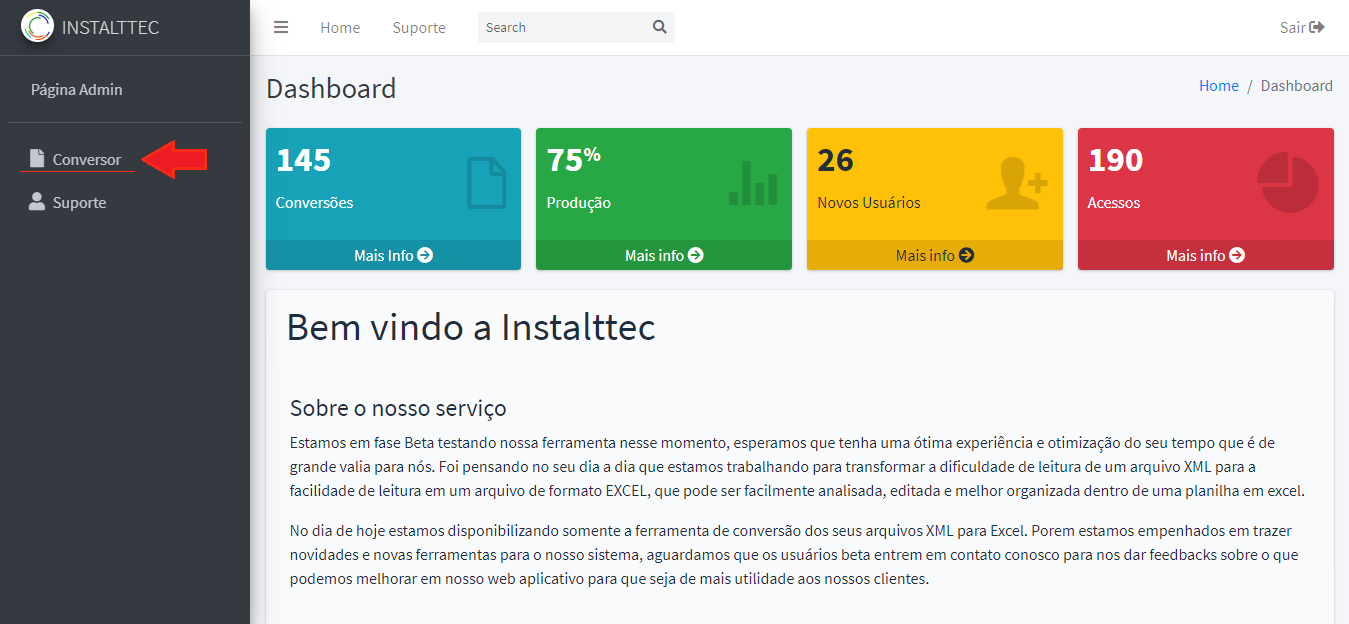 INSTALTTEC
Home
Suporte
Search
Sair
Página Admin
Conversor
Suporte
Dashboard
Home / Dashboard
145
Conversões
Mais Info
75%
Produção
Mais info
26
Novos Usuários
Mais info
190
Acessos
Mais info
Bem vindo a Instalttec
Sobre o nosso serviço
Estamos em fase Beta testando nossa ferramenta nesse momento, esperamos que tenha uma ótima experiência e otimização do seu tempo que é de
grande valia para nós. Foi pensando no seu dia a dia que estamos trabalhando para transformar a dificuldade de leitura de um arquivo XML para a
facilidade de leitura em um arquivo de formato EXCEL, que pode ser facilmente analisada, editada e melhor organizada dentro de uma planilha em excel.
No dia de hoje estamos disponibilizando somente a ferramenta de conversão dos seus arquivos XML para Excel. Porem estamos empenhados em trazer
novidades e novas ferramentas para o nosso sistema, aguardamos que os usuários beta entrem em contato conosco para nos dar feedbacks sobre o que
podemos melhorar em nosso web aplicativo para que seja de mais utilidade aos nossos clientes.